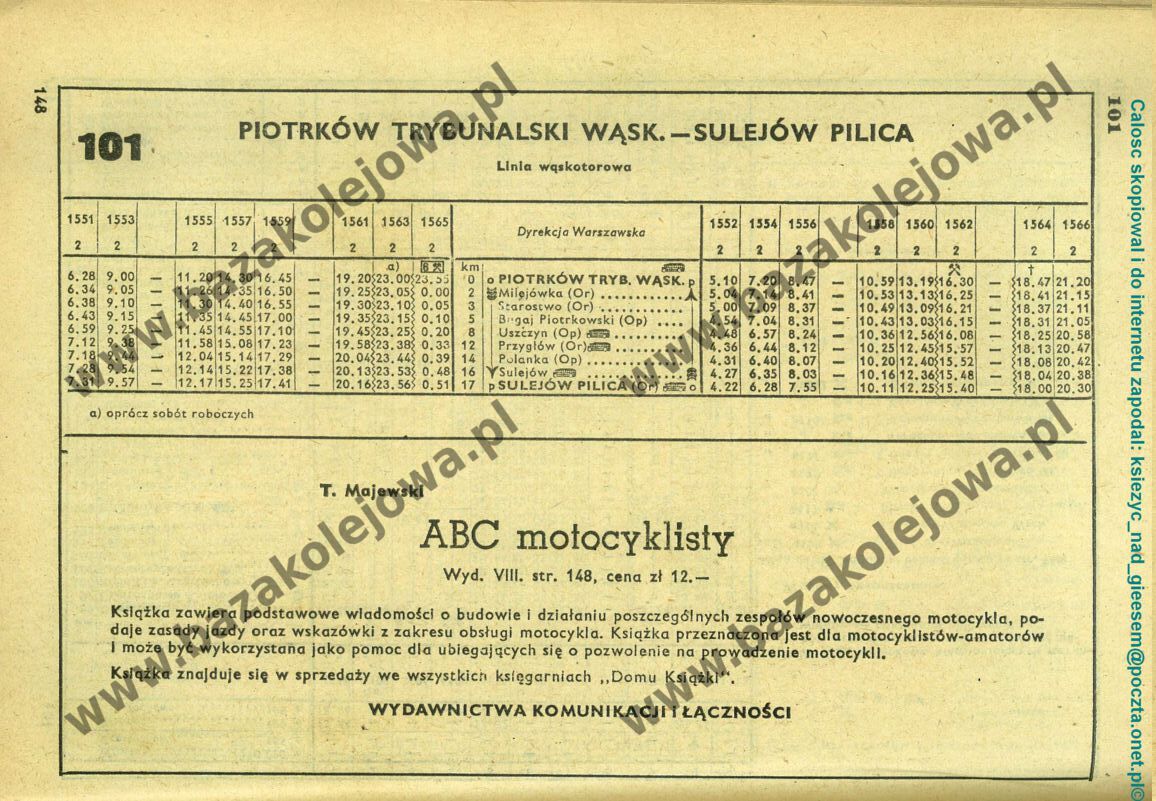 148
101
PIOTRKÓW TRYBUNALSKI WĄSK. — SULEJÓW PILICA
Linia wąskotorowa
1551 1553 1555 1557 1559 1561 1563 1565 Dyrekcja Warszawska 1552 1554 1556 1558 1560 1562 1564 1566
2 2 2 2 2 2 2 2 2 2 2 2 2 2 2 2
a) 6 km †
6.28 9.00 — 11.20 14.30 16.45 — 19.20 23.00 23.55 0 o PIOTRKÓW TRYB. WĄSK. p 5.10 7.20 8.47 — 10.59 13.19 16.30 — 18.47 21.20
6.34 9.05 — 11.26 14.35 16.50 — 19.25 23.05 0.00 2 Milejówka (Or) 5.04 7.13 8.41 — 10.53 13.13 16.25 — 18.41 21.15
6.38 9.10 — 11.30 14.40 16.55 — 19.30 23.10 0.05 3 Starostwo (Or) 5.00 7.09 8.37 — 10.49 13.09 16.21 — 18.37 21.11
6.43 9.15 — 11.35 14.45 17.00 — 19.35 23.15 0.10 5 Bugaj Piotrkowski (Op) 4.54 7.04 8.31 — 10.43 13.03 16.15 — 18.31 21.05
6.59 9.25 — 11.45 14.55 17.10 — 19.45 23.25 0.20 8 Uszczyn (Op) 4.48 6.57 8.24 — 10.36 12.56 16.08 — 18.25 20.58
7.12 9.38 — 11.58 15.08 17.23 — 19.58 23.38 0.33 12 Przygłów (Or) 4.36 6.44 8.12 — 10.25 12.45 15.57 — 18.13 20.47
7.18 9.44 — 12.04 15.14 17.29 — 20.04 23.44 0.39 14 Polanka (Op) 4.31 6.40 8.07 — 10.20 12.40 15.52 — 18.08 20.42
7.28 9.54 — 12.14 15.22 17.38 — 20.13 23.53 0.48 16 Sulejów 4.27 6.35 8.03 — 10.16 12.36 15.48 — 18.04 20.38
7.31 9.57 — 12.17 15.25 17.41 — 20.16 23.56 0.51 17 p SULEJÓW PILICA (Or) o 4.22 6.28 7.55 — 10.11 12.25 15.40 — 18.00 20.30
a) oprócz sobót roboczych
T. Majewski
ABC motocyklisty
Wyd. VIII. str. 148, cena zł 12.—
Książka zawiera podstawowe wiadomości o budowie i działaniu poszczególnych zespołów nowoczesnego motocykla, po-
daje zasady jazdy oraz wskazówki z zakresu obsługi motocykla. Książka przeznaczona jest dla motocyklistów-amatorów
i może być wykorzystana jako pomoc dla ubiegających się o pozwolenie na prowadzenie motocykli.
Książka znajduje się w sprzedaży we wszystkich księgarniach ,,Domu Książki".
WYDAWNICTWA KOMUNIKACJI I ŁĄCZNOŚCI
101
Calosc skopiowal i do internetu zapodal: ksiezyc_nad_gieesem@poczta.onet.pl©
www.bazakolejowa.pl
www.bazakolejowa.pl
www.bazakolejowa.pl
www.bazakolejowa.pl